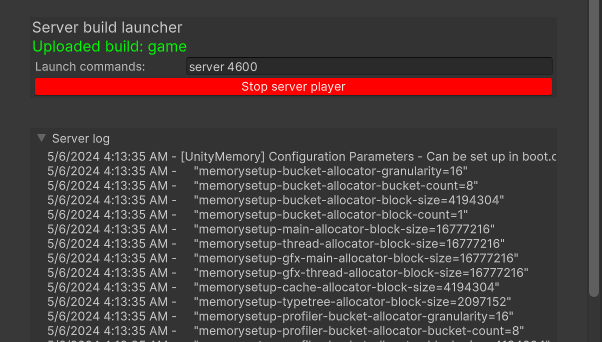 Server build launcher
Uploaded build: game
Launch commands: server 4600
Stop server player
Server log
5/6/2024 4:13:35 AM - [UnityMemory] Configuration Parameters - Can be set up in boot.c
5/6/2024 4:13:35 AM - "memorysetup-bucket-allocator-granularity=16"
5/6/2024 4:13:35 AM - "memorysetup-bucket-allocator-bucket-count=8"
5/6/2024 4:13:35 AM - "memorysetup-bucket-allocator-block-size=4194304"
5/6/2024 4:13:35 AM - "memorysetup-bucket-allocator-block-count=1"
5/6/2024 4:13:35 AM - "memorysetup-main-allocator-block-size=16777216"
5/6/2024 4:13:35 AM - "memorysetup-thread-allocator-block-size=16777216"
5/6/2024 4:13:35 AM - "memorysetup-gfx-main-allocator-block-size=16777216"
5/6/2024 4:13:35 AM - "memorysetup-gfx-thread-allocator-block-size=16777216"
5/6/2024 4:13:35 AM - "memorysetup-cache-allocator-block-size=4194304"
5/6/2024 4:13:35 AM - "memorysetup-typetree-allocator-block-size=2097152"
5/6/2024 4:13:35 AM - "memorysetup-profiler-bucket-allocator-granularity=16"
5/6/2024 4:13:35 AM - "memorysetup-profiler-bucket-allocator-bucket-count=8"